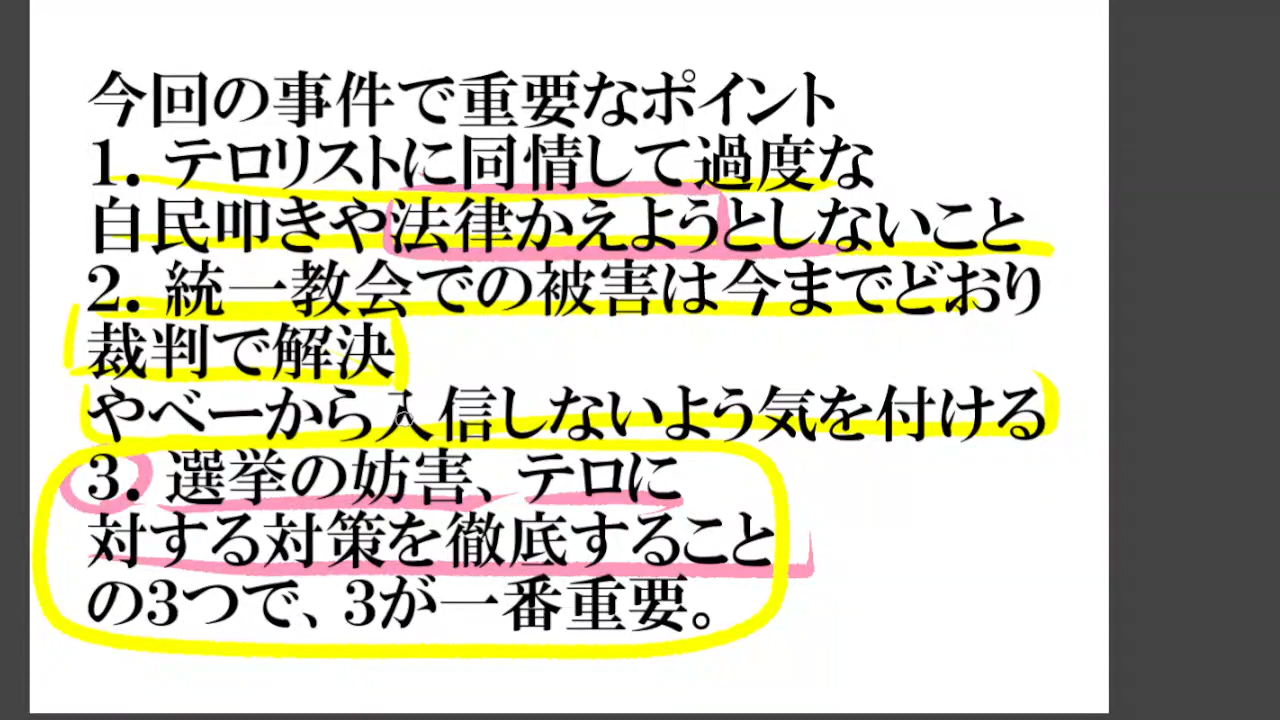 今回の事件で重要なポイント
1. テロリストに同情して過度な
自民叩きや法律かえようとしないこと
2. 統一教会での被害は今までどおり
裁判で解決
やべーから入信しないよう気を付ける
3. 選挙の妨害、テロに
対する対策を徹底すること
の3つで、3が一番重要。